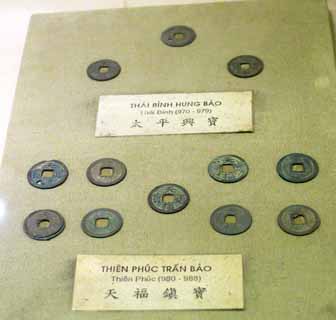 THÁI BÌNH HƯNG BẢO
Thời Đinh (970 - 979)
太平興寶
THIÊN PHÚC TRẤN BẢO
Thiên Phúc (980 - 988)
天福鎮寶